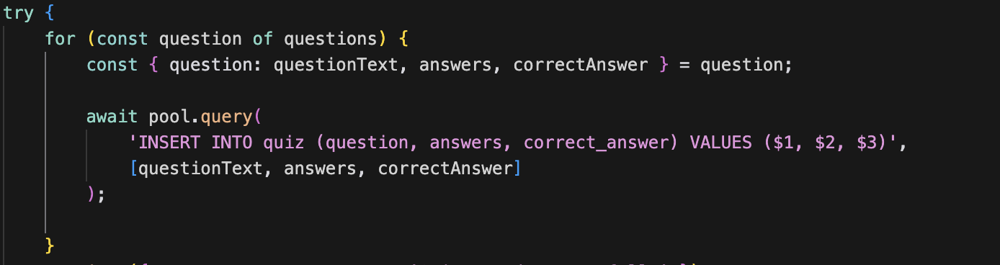 try {
for (const question of questions) {
const { question: questionText, answers, correctAnswer } = question;
await pool.query(
'INSERT INTO quiz (question, answers, correct_answer) VALUES ($1, $2, $3)',
[questionText, answers, correctAnswer]
);
}